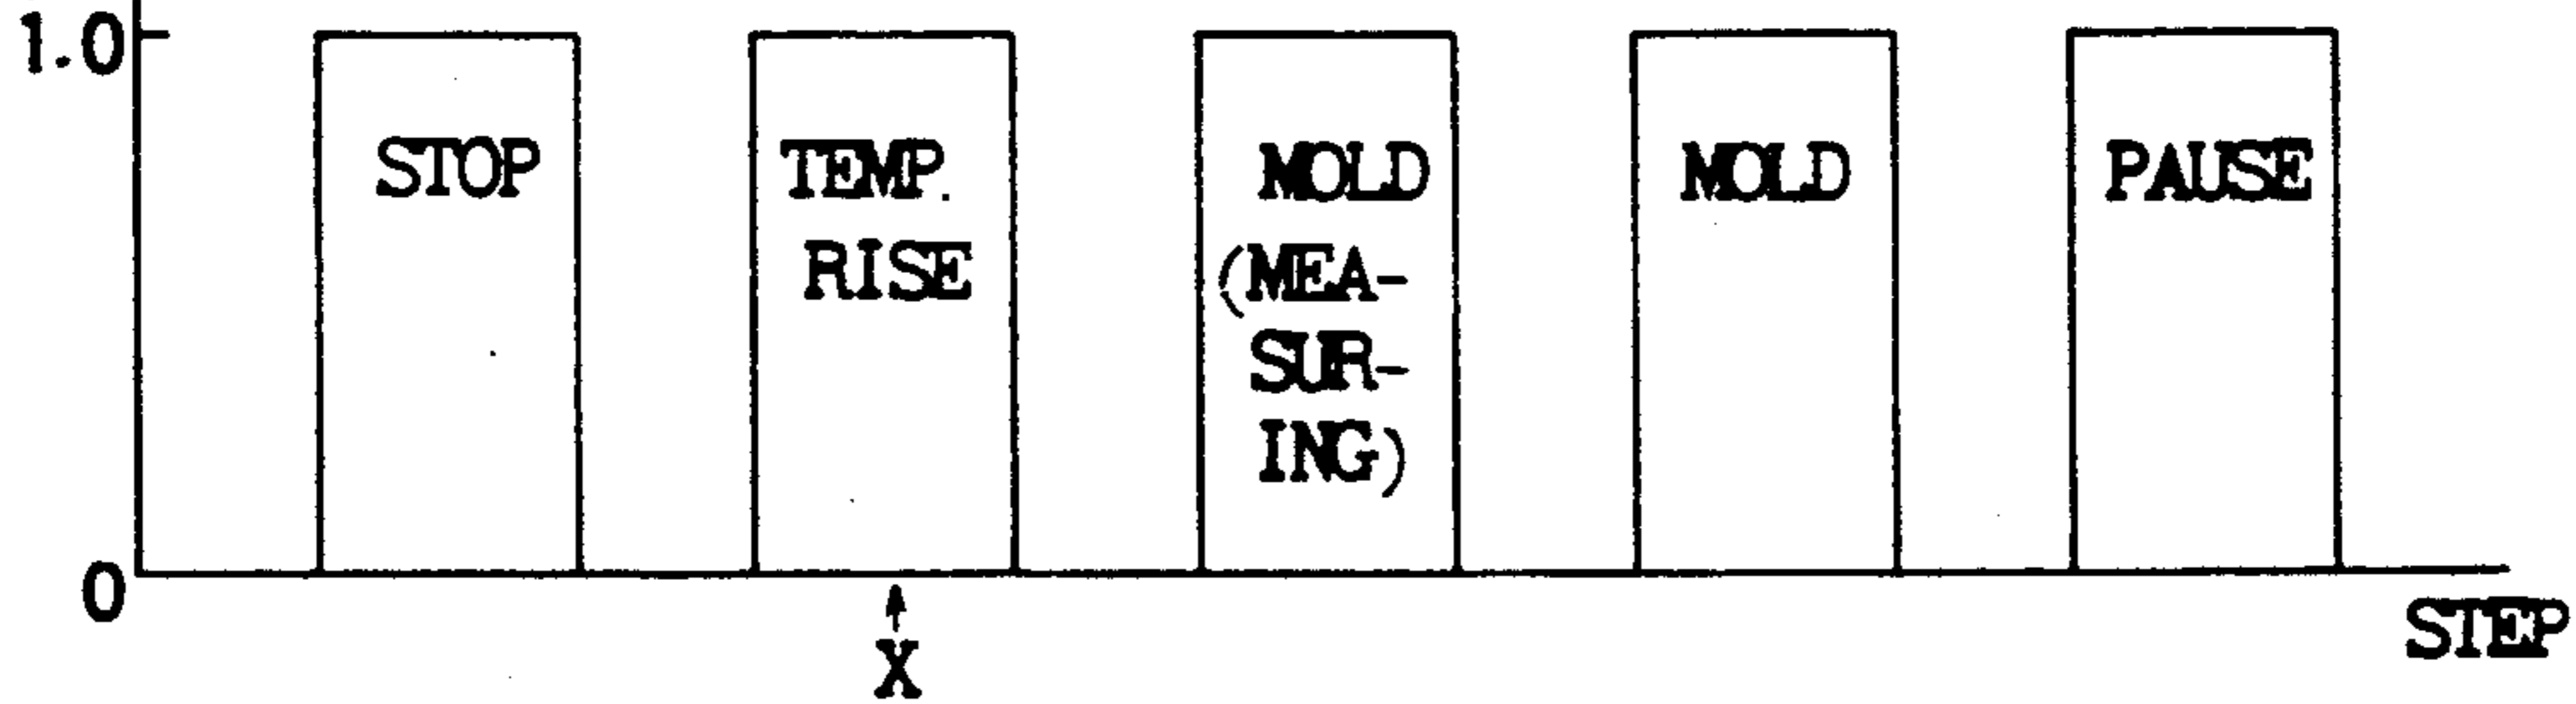 1.0
STOP
TEMP.
RISE
MOLD
(MEA-
SUR-
ING)
MOLD
PAUSE
0
STEP
X